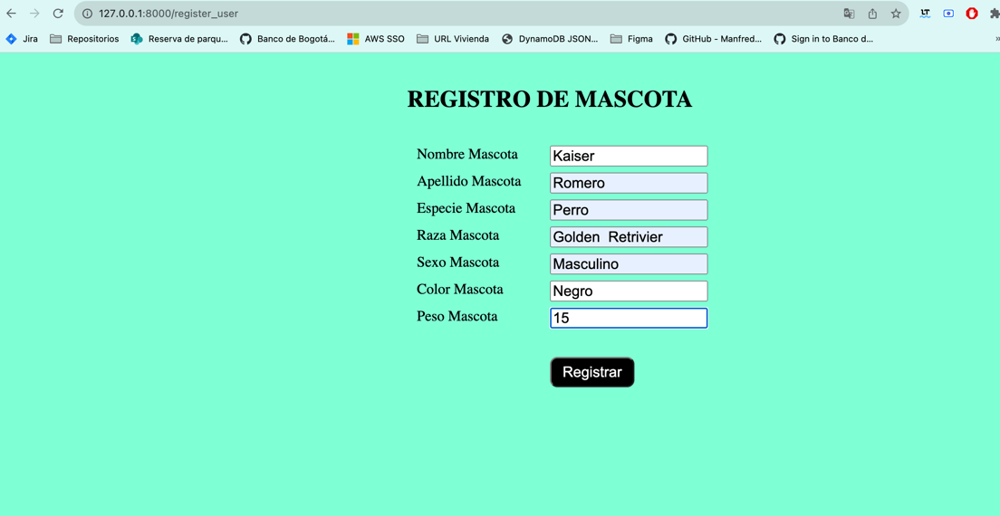 127.0.0.1:8000/register_user
Jira Repositorios Reserva de parqu... Banco de Bogotá... AWS SSO URL Vivienda DynamoDB JSON... Figma GitHub - Manfred... Sign in to Banco d... »
REGISTRO DE MASCOTA
Nombre Mascota Kaiser
Apellido Mascota Romero
Especie Mascota Perro
Raza Mascota Golden  Retrivier
Sexo Mascota Masculino
Color Mascota Negro
Peso Mascota 15
Registrar